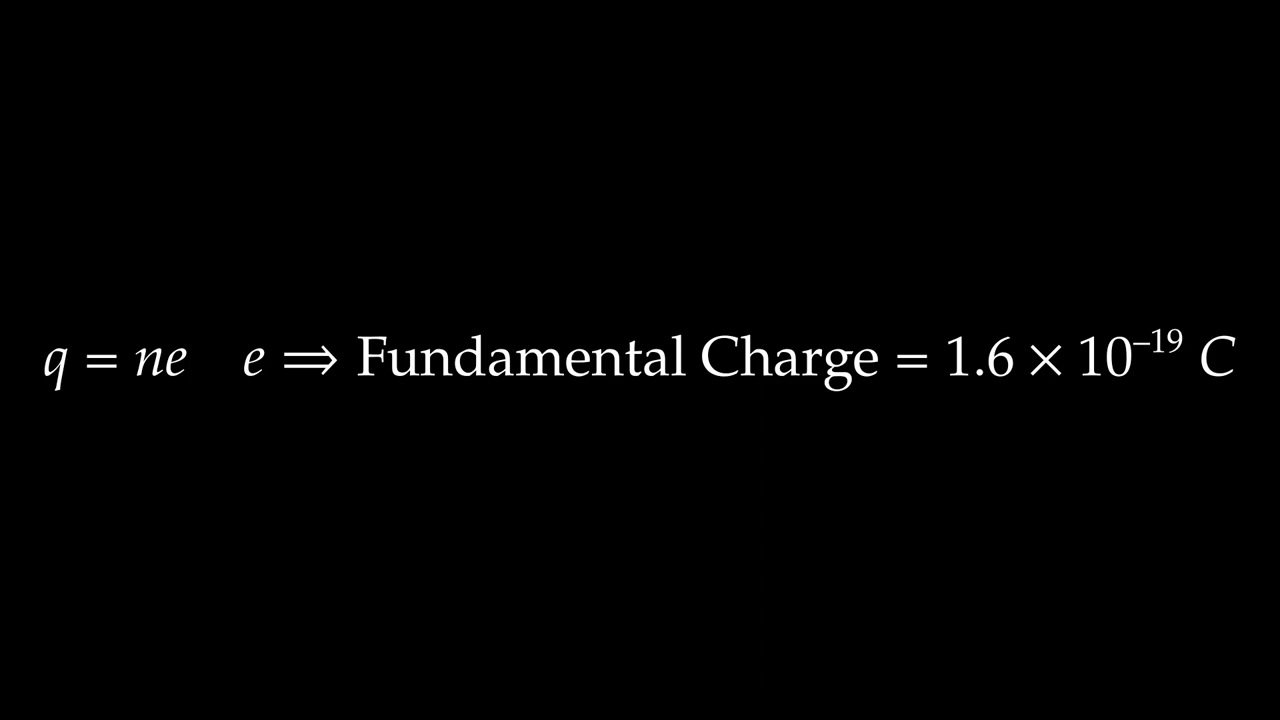 q = ne e ⇒ Fundamental Charge = 1.6 × 10⁻¹⁹ C